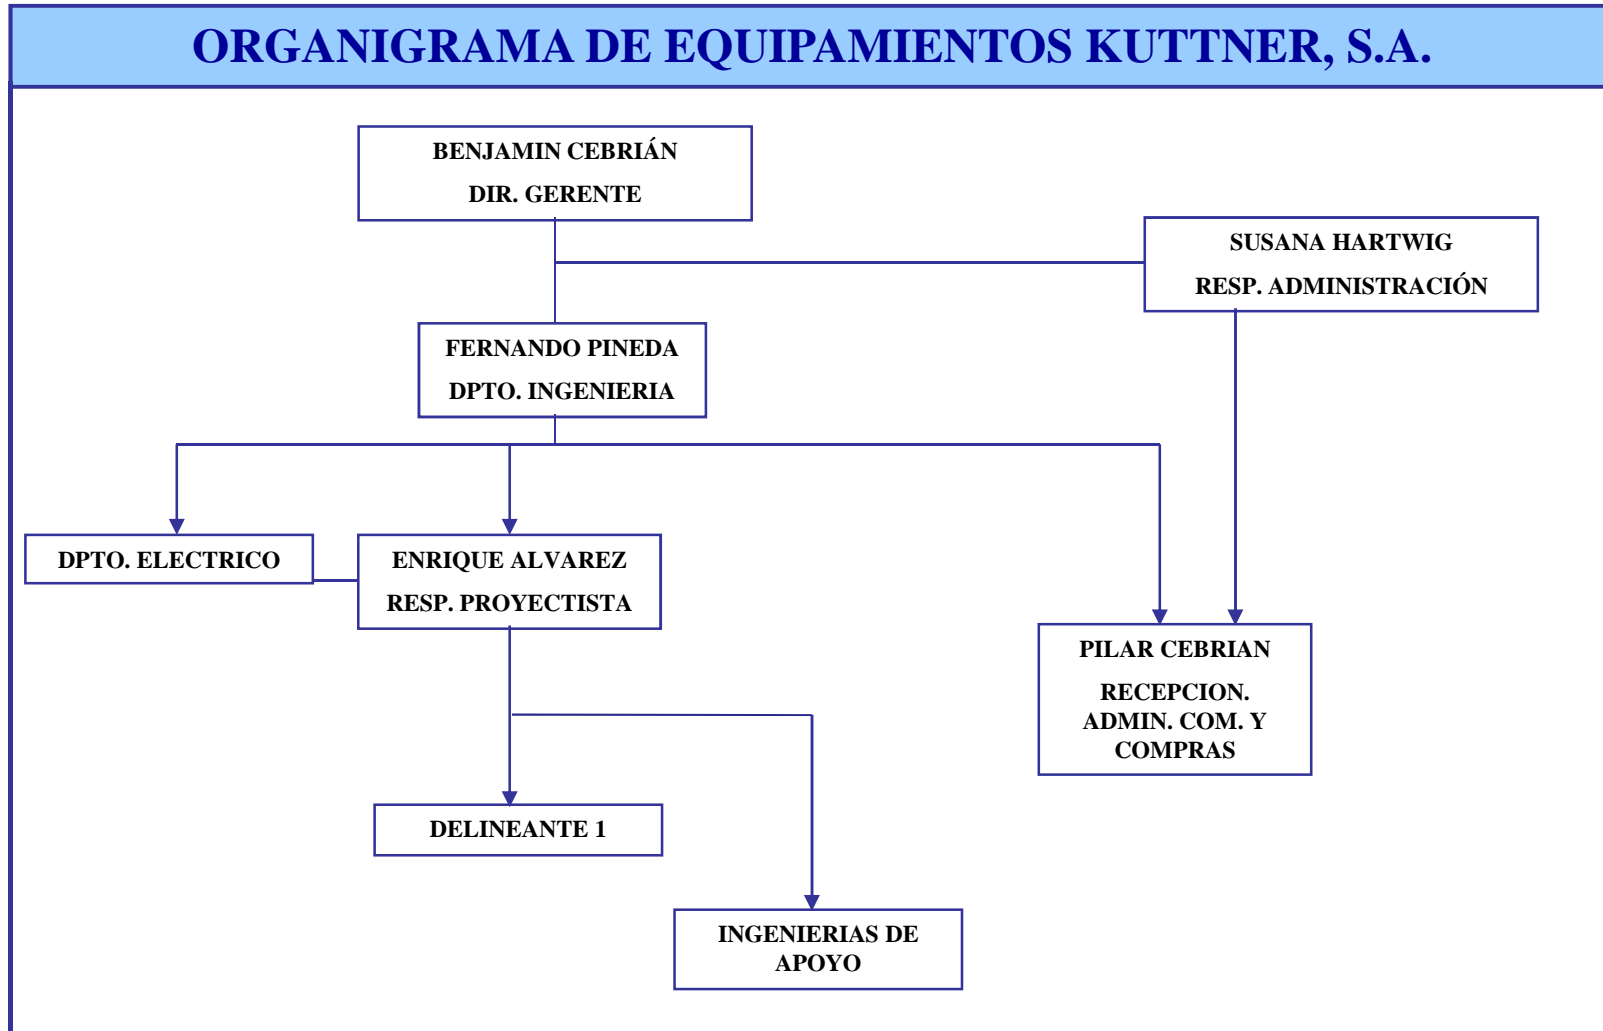 ORGANIGRAMA DE EQUIPAMIENTOS KUTTNER, S.A.
BENJAMIN CEBRIÁN
DIR. GERENTE
SUSANA HARTWIG
RESP. ADMINISTRACIÓN
FERNANDO PINEDA
DPTO. INGENIERIA
DPTO. ELECTRICO
ENRIQUE ALVAREZ
RESP. PROYECTISTA
PILAR CEBRIAN
RECEPCION.
ADMIN. COM. Y
COMPRAS
DELINEANTE 1
INGENIERIAS DE
APOYO